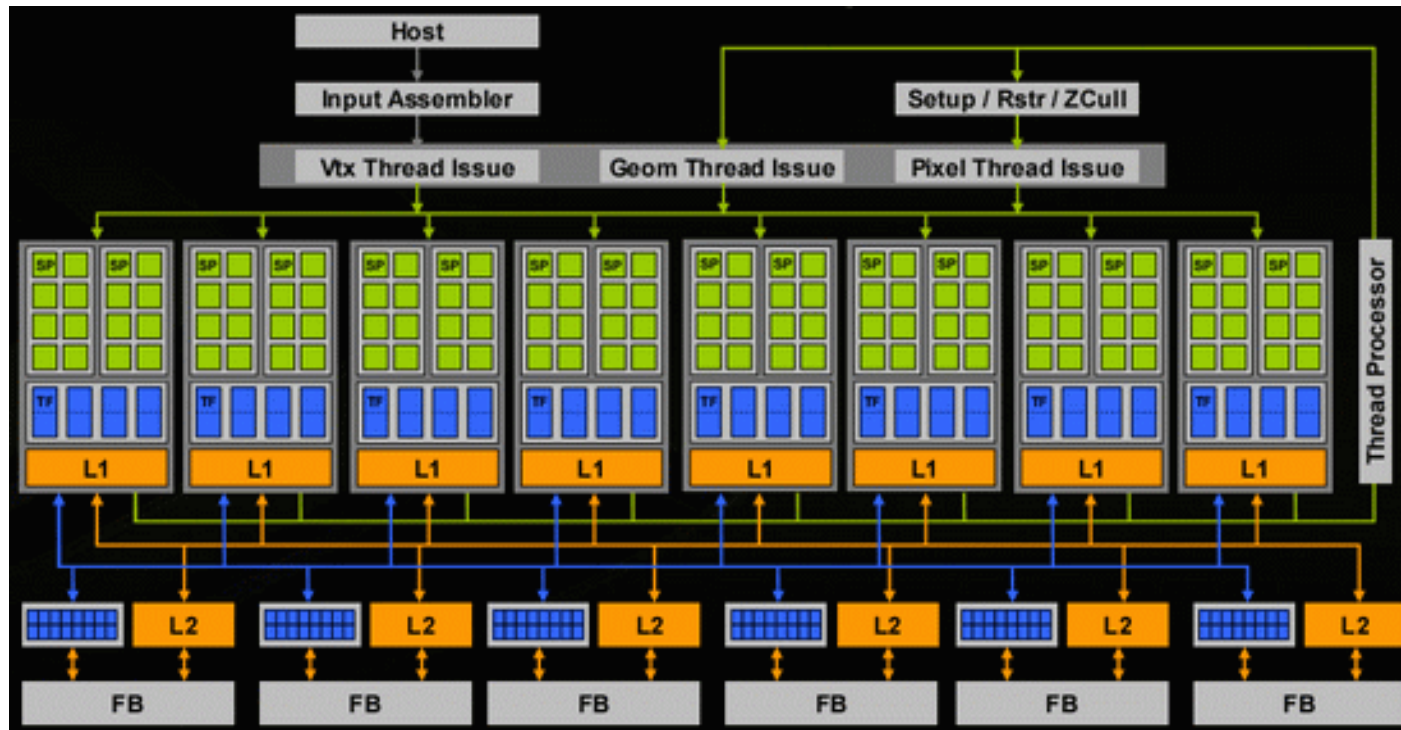 Host
Input Assembler
Setup / Rstr / ZCull
Vtx Thread Issue
Geom Thread Issue
Pixel Thread Issue
SP SP SP SP SP SP SP SP SP SP SP SP SP SP SP SP
Thread Processor
TF TF TF TF TF TF TF TF
L1 L1 L1 L1 L1 L1 L1 L1
L2 L2 L2 L2 L2 L2
FB FB FB FB FB FB